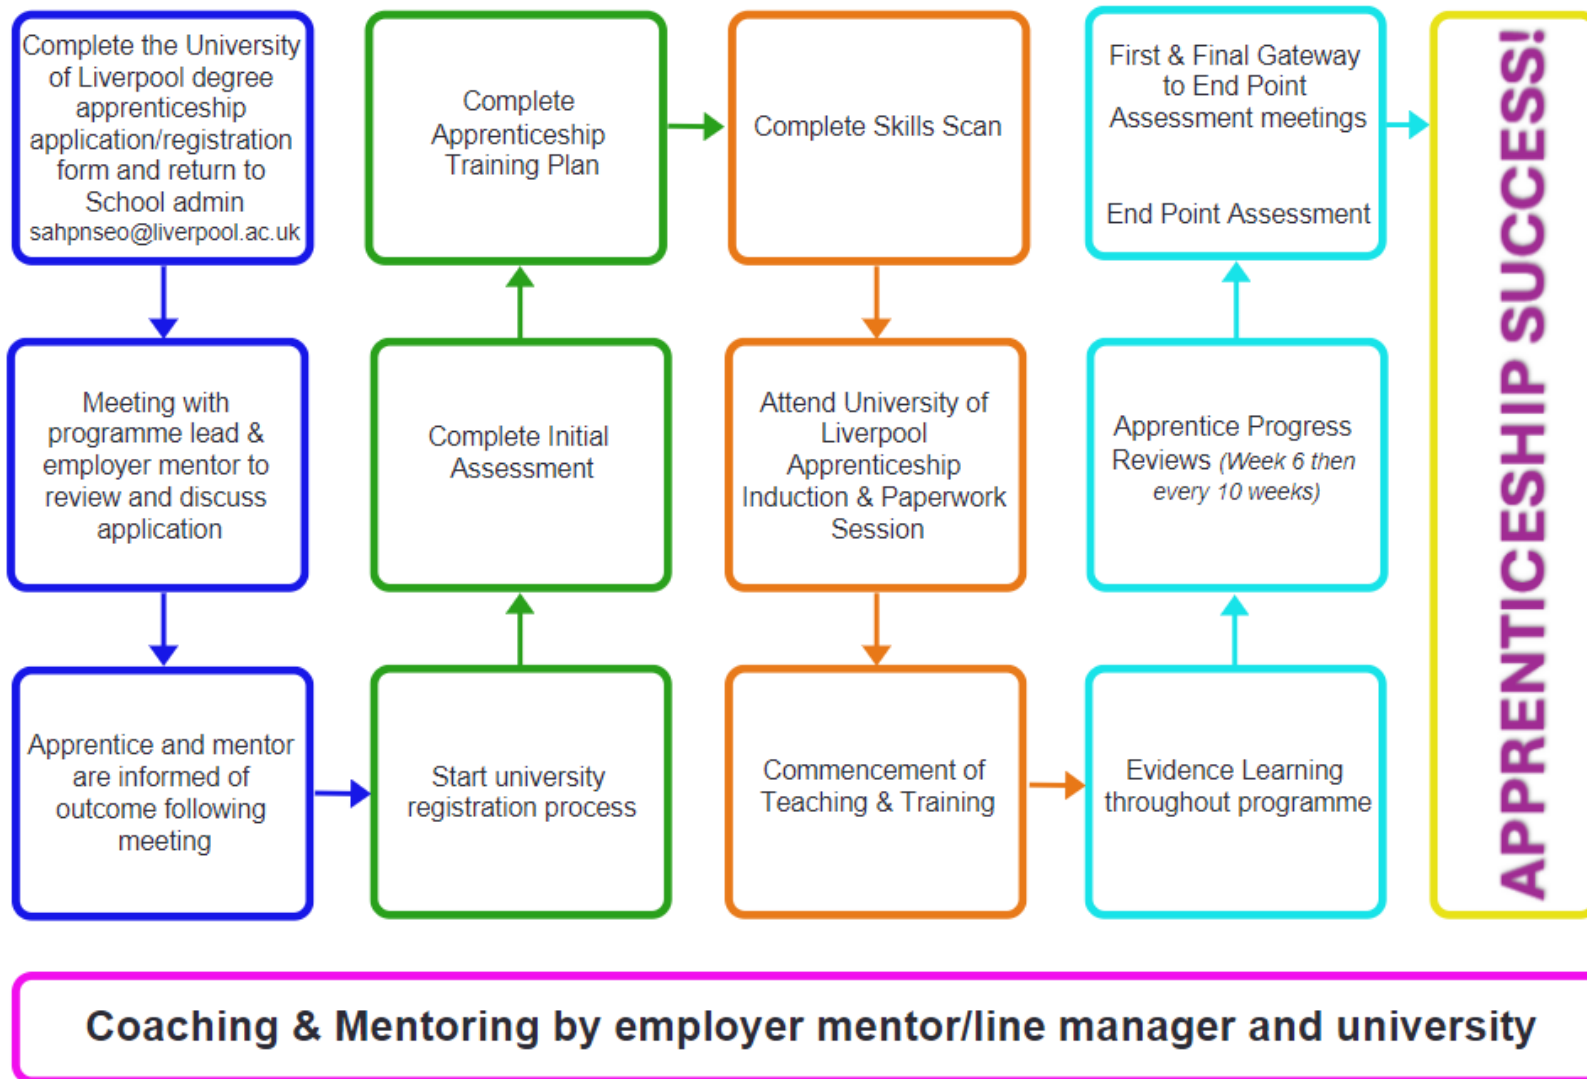 Complete the University
of Liverpool degree
apprenticeship
application/registration
form and return to
School admin
sahpnseo@liverpool.ac.uk
Meeting with
programme lead &
employer mentor to
review and discuss
application
Apprentice and mentor
are informed of
outcome following
meeting
Start university
registration process
Complete Initial
Assessment
Complete
Apprenticeship
Training Plan
Complete Skills Scan
Attend University of
Liverpool
Apprenticeship
Induction & Paperwork
Session
Commencement of
Teaching & Training
Evidence Learning
throughout programme
Apprentice Progress
Reviews (Week 6 then
every 10 weeks)
First & Final Gateway
to End Point
Assessment meetings
End Point Assessment
APPRENTICESHIP SUCCESS!
Coaching & Mentoring by employer mentor/line manager and university